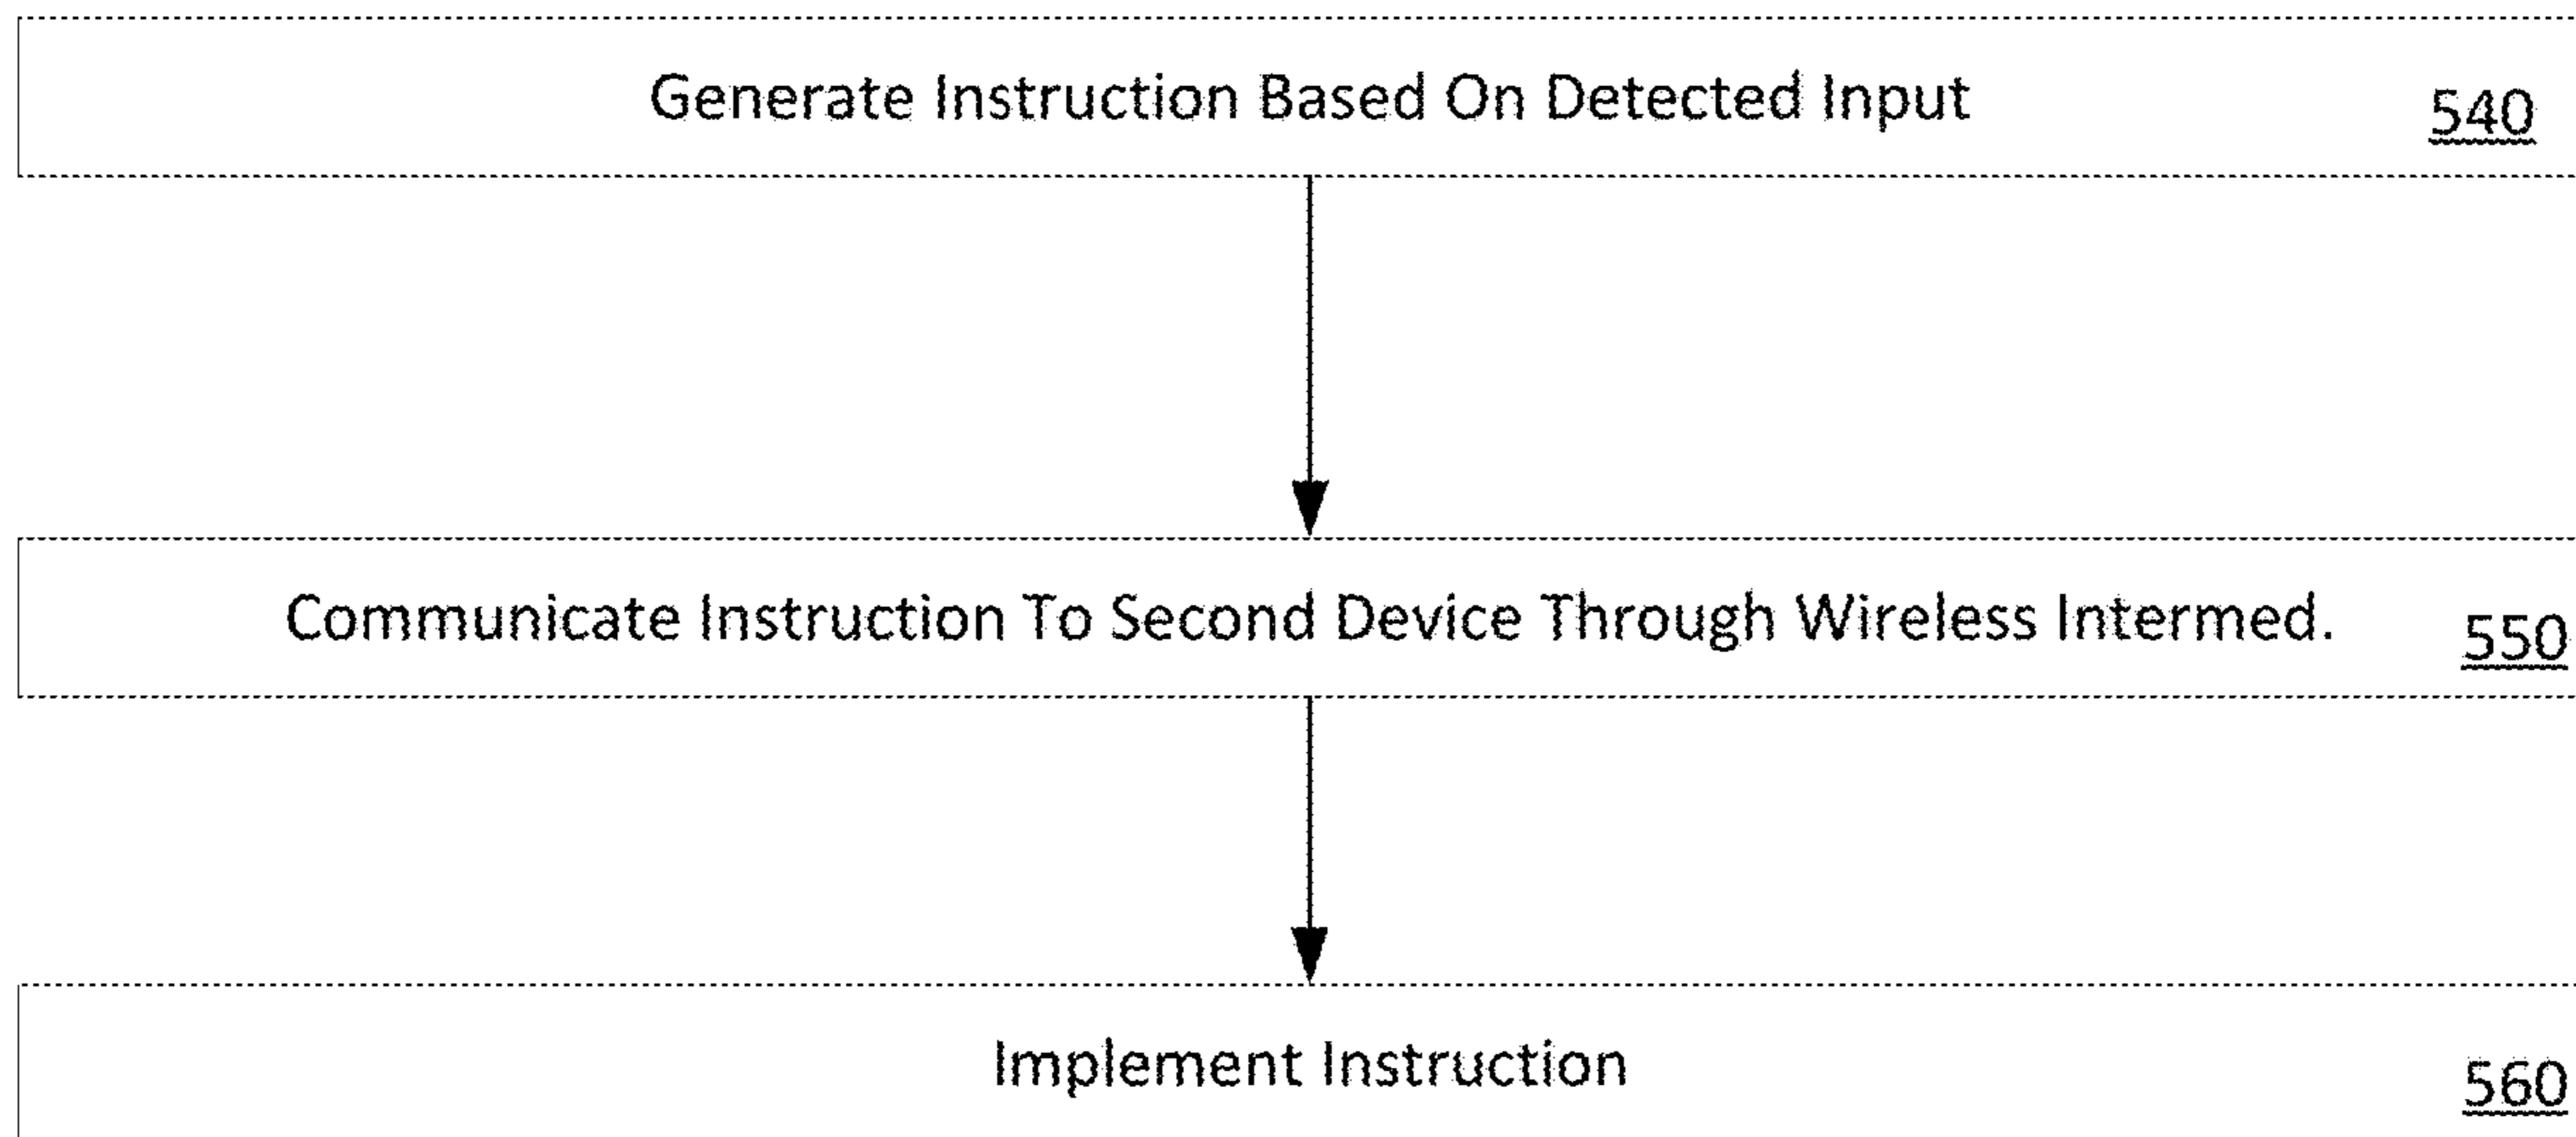 Generate Instruction Based On Detected Input 540
Communicate Instruction To Second Device Through Wireless Intermed. 550
Implement Instruction 560